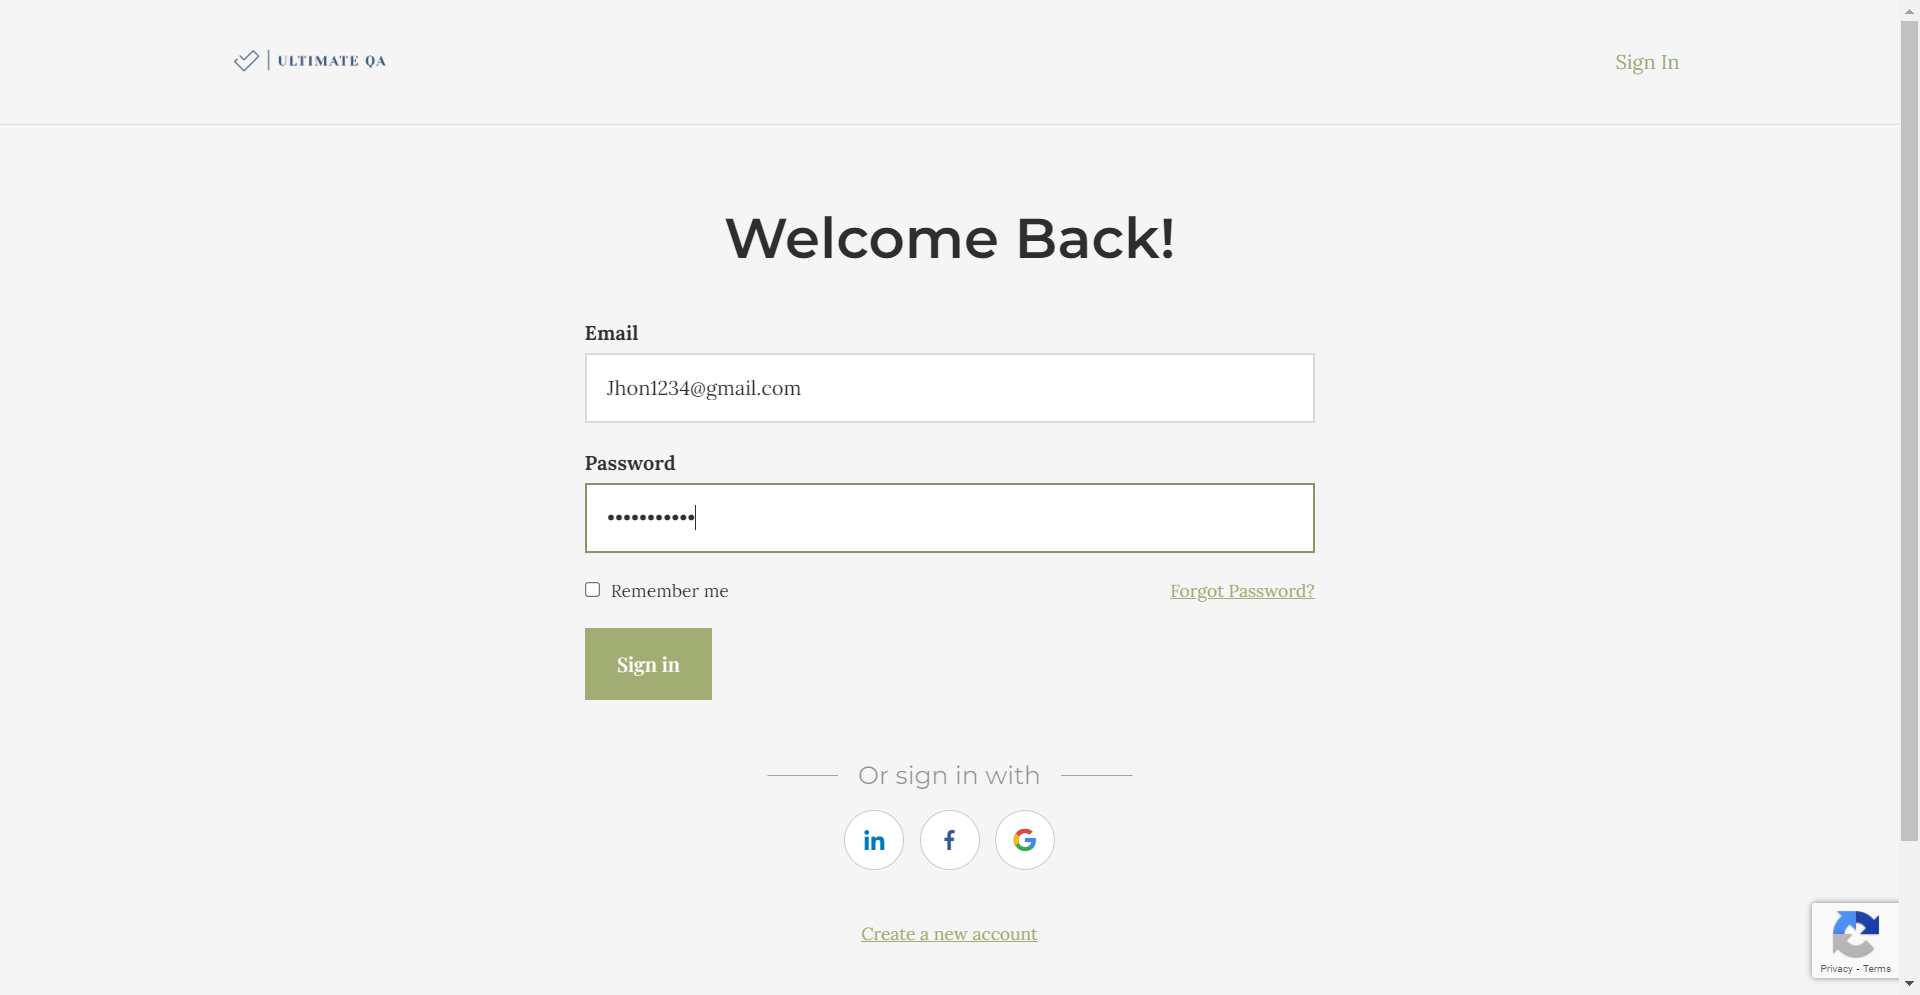 ULTIMATE QA
Sign In
Welcome Back!
Email
Jhon1234@gmail.com
Password
•••••••••••
Remember me
Forgot Password?
Sign in
Or sign in with
Create a new account
Privacy - Terms